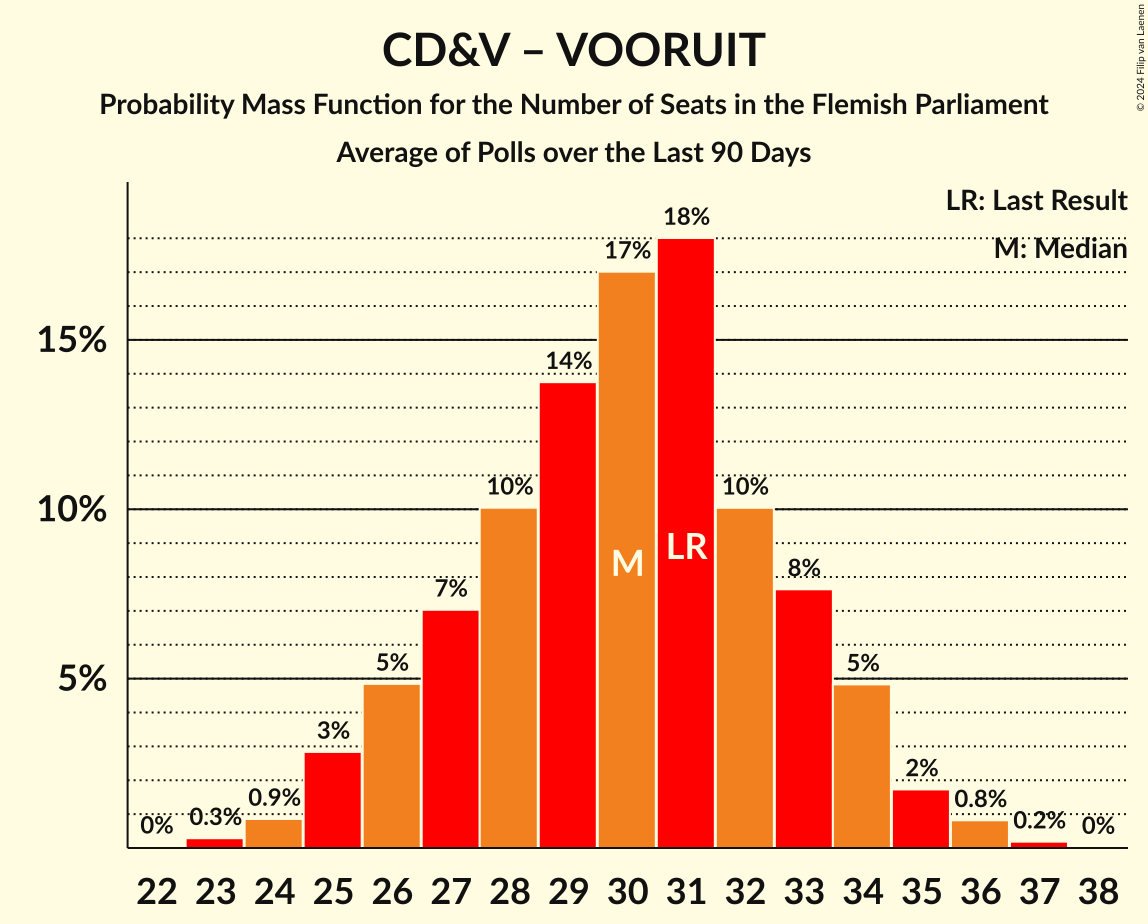 CD&V – VOORUIT
Probability Mass Function for the Number of Seats in the Flemish Parliament
Average of Polls over the Last 90 Days
© 2024 Filip van Laenen
LR: Last Result
M: Median
18%
17%
15%
14%
10%
10%
10%
LR
M
8%
7%
5%
5%
5%
3%
2%
0.9%
0.8%
0.3%
0.2%
0%
0%
22 23 24 25 26 27 28 29 30 31 32 33 34 35 36 37 38